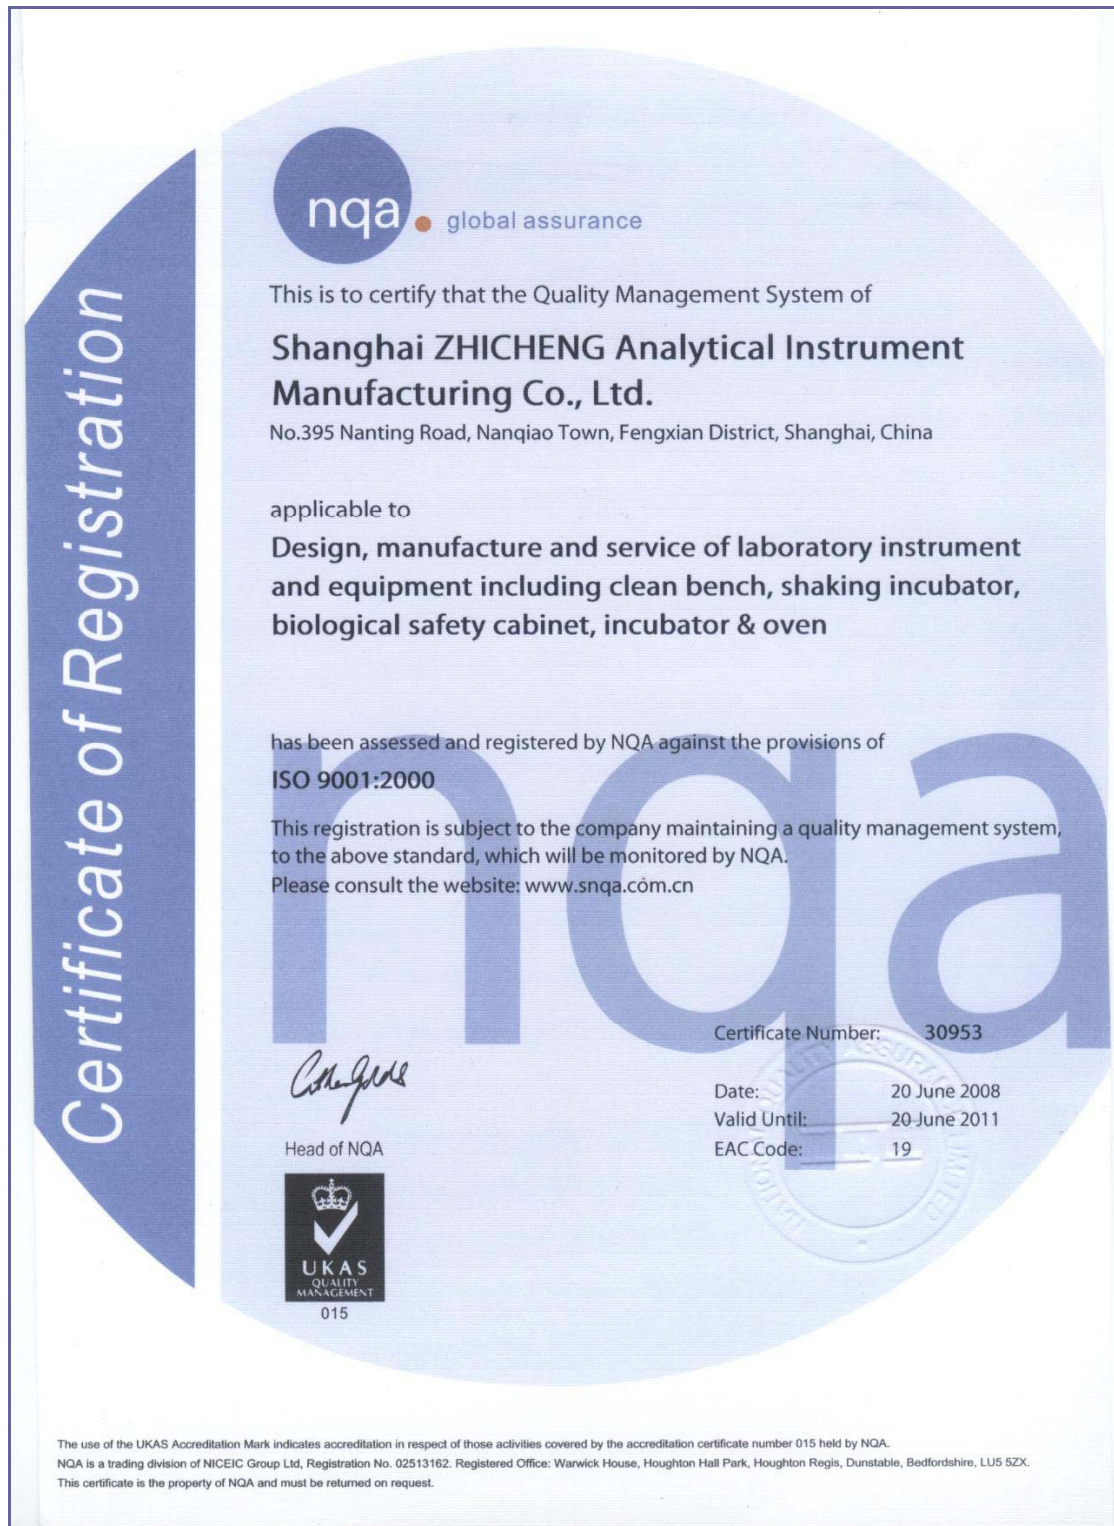 Certificate of Registration
nqa. global assurance
This is to certify that the Quality Management System of
Shanghai ZHICHENG Analytical Instrument
Manufacturing Co., Ltd.
No.395 Nanting Road, Nanqiao Town, Fengxian District, Shanghai, China
applicable to
Design, manufacture and service of laboratory instrument
and equipment including clean bench, shaking incubator,
biological safety cabinet, incubator & oven
nqa
has been assessed and registered by NQA against the provisions of
ISO 9001:2000
This registration is subject to the company maintaining a quality management system,
to the above standard, which will be monitored by NQA.
Please consult the website: www.snqa.com.cn
Certificate Number: 30953
Date: 20 June 2008
Valid Until: 20 June 2011
EAC Code: 19
Head of NQA
UKAS
QUALITY
MANAGEMENT
015
The use of the UKAS Accreditation Mark indicates accreditation in respect of those activities covered by the accreditation certificate number 015 held by NQA.
NQA is a trading division of NICEIC Group Ltd, Registration No. 02513162. Registered Office: Warwick House, Houghton Hall Park, Houghton Regis, Dunstable, Bedfordshire, LU5 5ZX.
This certificate is the property of NQA and must be returned on request.